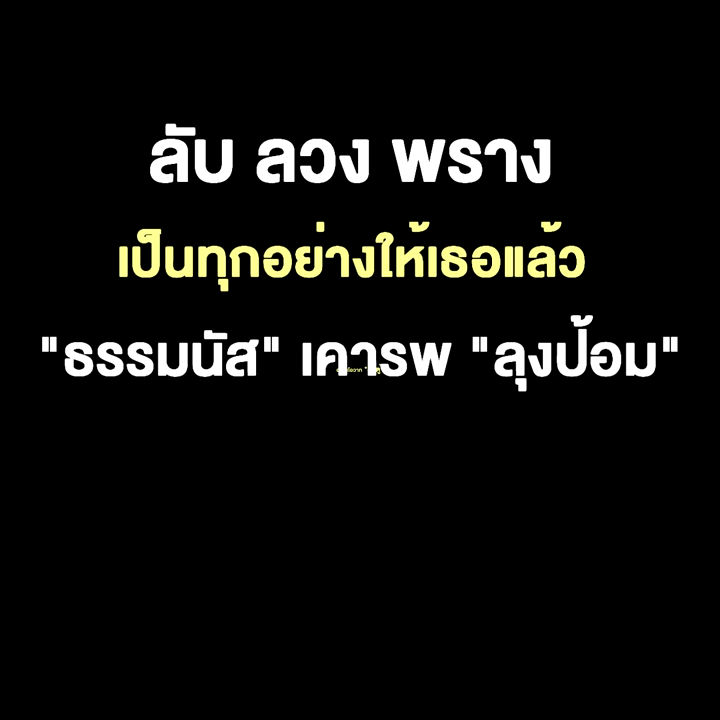 ลับ ลวง พราง
เป็นทุกอย่างให้เธอแล้ว
"ธรรมนัส" เคารพ "ลุงป้อม"